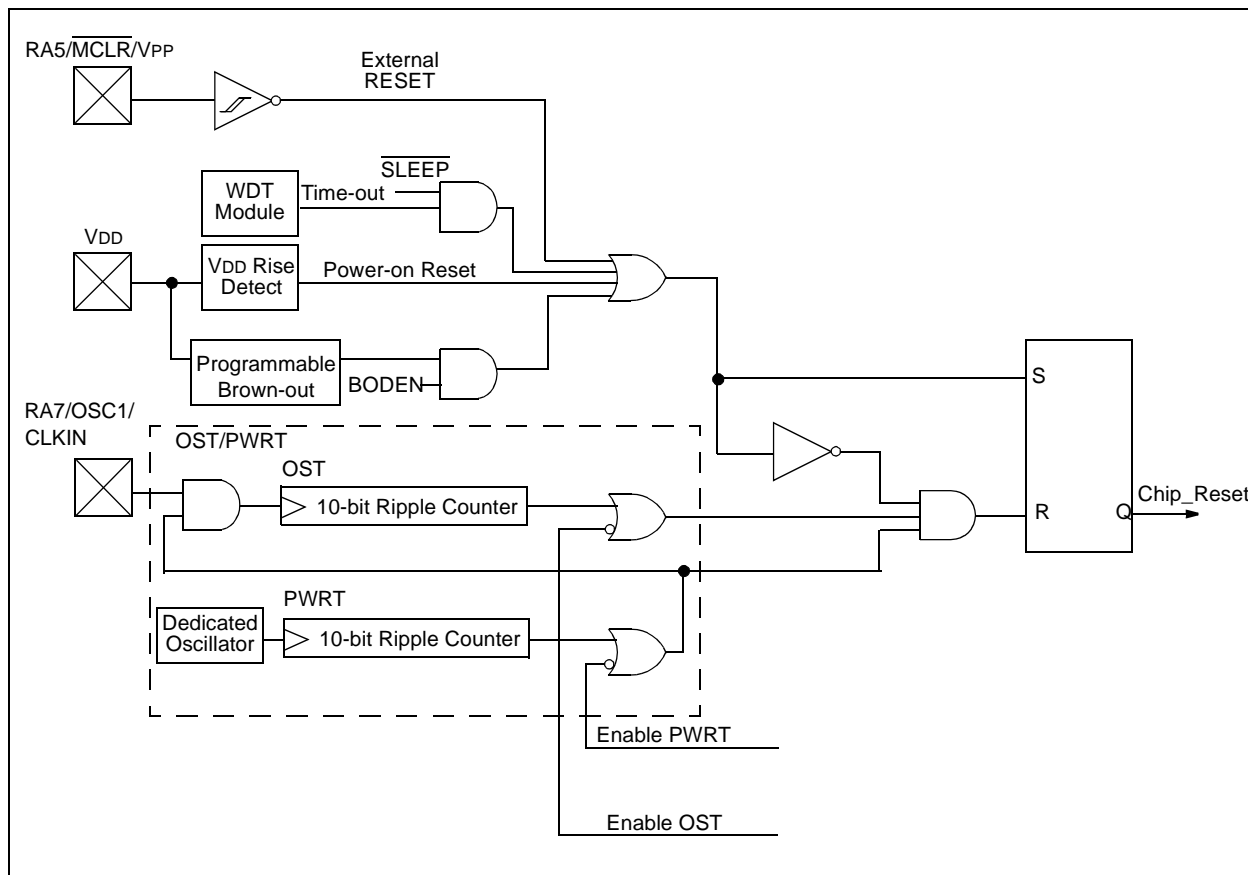 RA5/MCLR/VPP
External
RESET
SLEEP
WDT
Module
Time-out
VDD
VDD Rise
Detect
Power-on Reset
Programmable
Brown-out
BODEN
RA7/OSC1/
CLKIN
OST/PWRT
OST
10-bit Ripple Counter
PWRT
Dedicated
Oscillator
10-bit Ripple Counter
Enable PWRT
Enable OST
S
R
Q
Chip_Reset